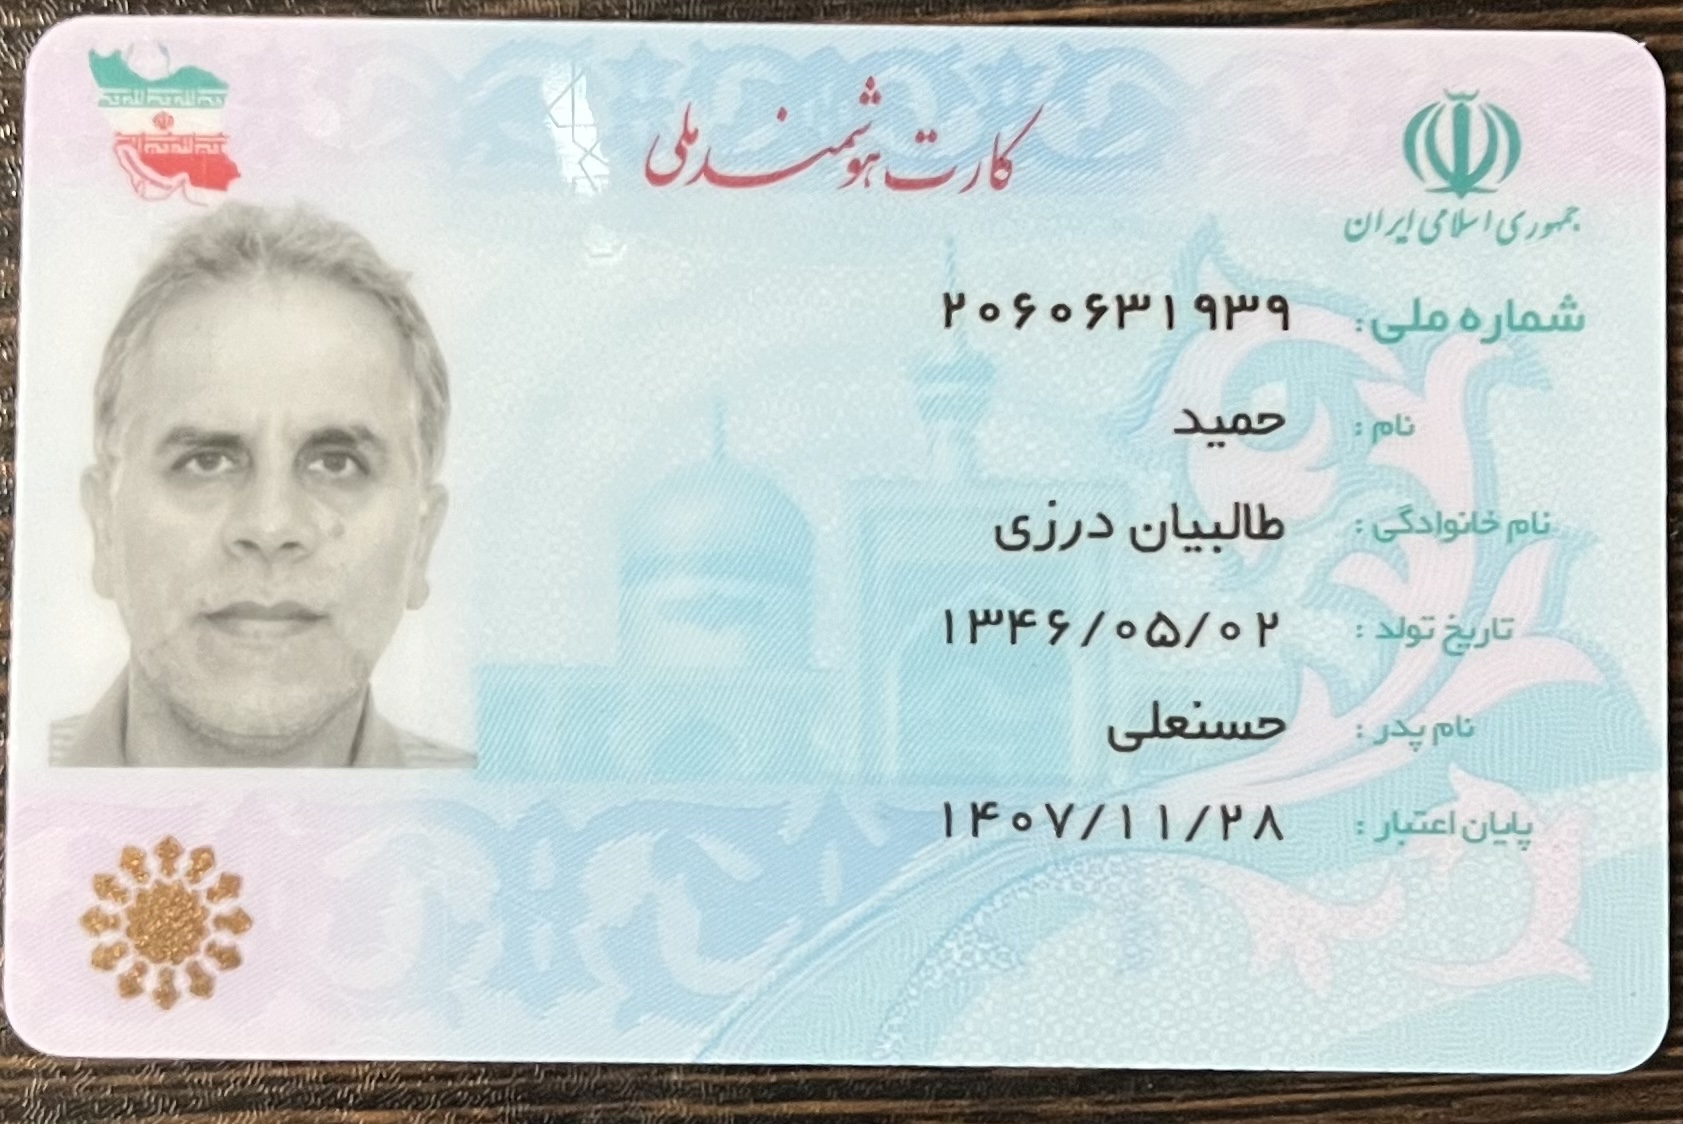 کارت هوشمند ملی
جمهوری اسلامی ایران
شماره ملی: ۲۰۶۰۶۳۱۹۳۹
نام: حمید
نام خانوادگی: طالبیان درزی
تاریخ تولد: ۱۳۴۶/۰۵/۰۲
نام پدر: حسنعلی
پایان اعتبار: ۱۴۰۷/۱۱/۲۸